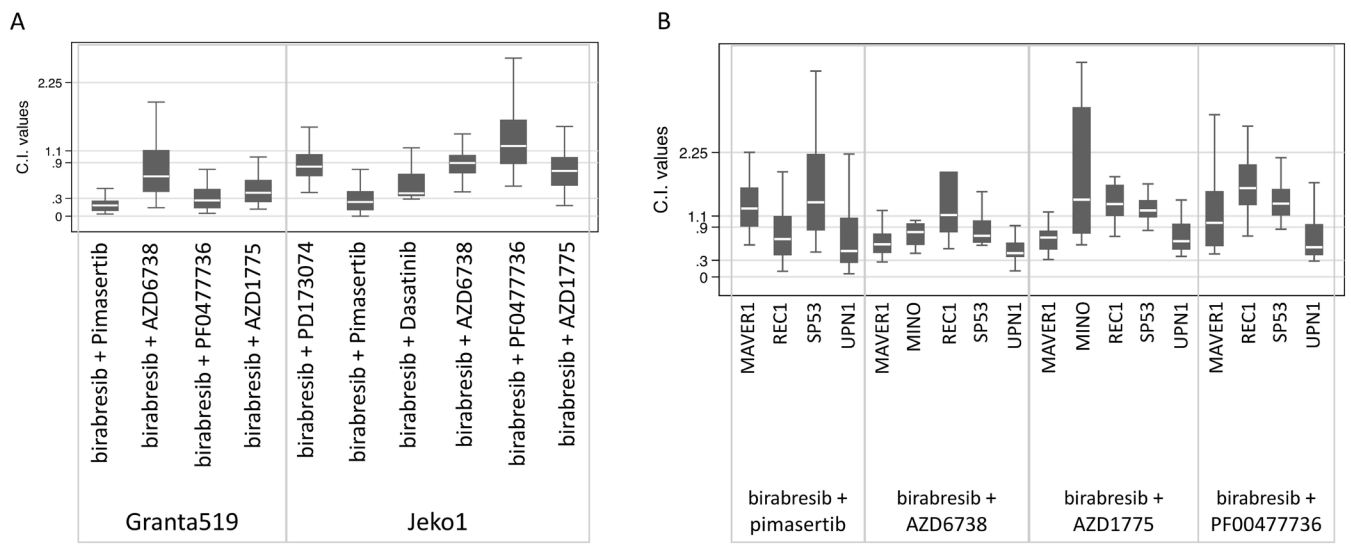 A
C.I. values
2.25
1.1
.9
.3
0
birabresib + Pimasertib
birabresib + AZD6738
birabresib + PF0477736
birabresib + AZD1775
birabresib + PD173074
birabresib + Pimasertib
birabresib + Dasatinib
birabresib + AZD6738
birabresib + PF0477736
birabresib + AZD1775
Granta519
Jeko1
B
C.I. values
2.25
1.1
.9
.3
0
MAVER1
REC1
SP53
UPN1
MAVER1
MINO
REC1
SP53
UPN1
MAVER1
MINO
REC1
SP53
UPN1
MAVER1
REC1
SP53
UPN1
birabresib +
pimasertib
birabresib +
AZD6738
birabresib +
AZD1775
birabresib +
PF00477736